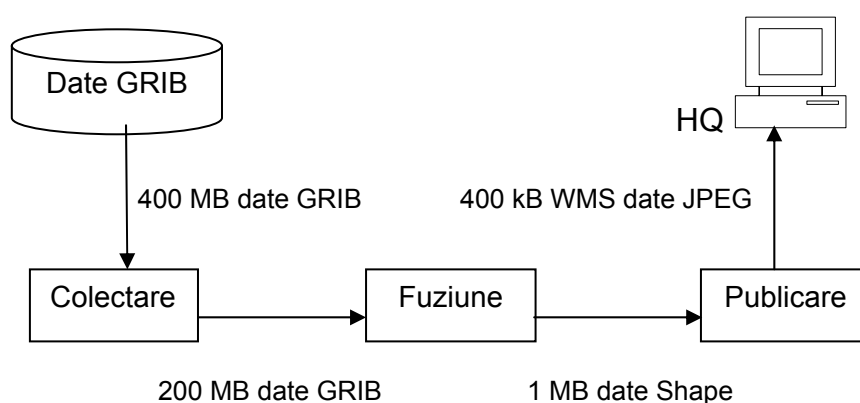 Date GRIB
HQ
400 MB date GRIB
400 kB WMS date JPEG
Colectare
Fuziune
Publicare
200 MB date GRIB
1 MB date Shape